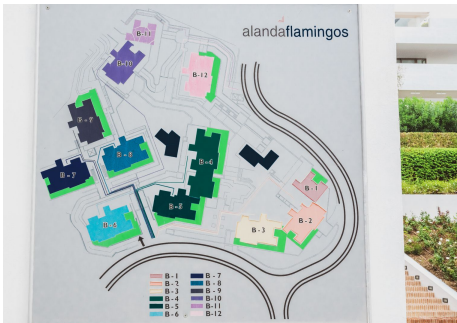 alandaflamingos
B-11
B-10
B-12
B-9
B-8
B-4
B-7
B-1
B-5
B-6
B-2
B-3
B-1 B-7
B-2 B-8
B-3 B-9
B-4 B-10
B-5 B-11
B-6 B-12